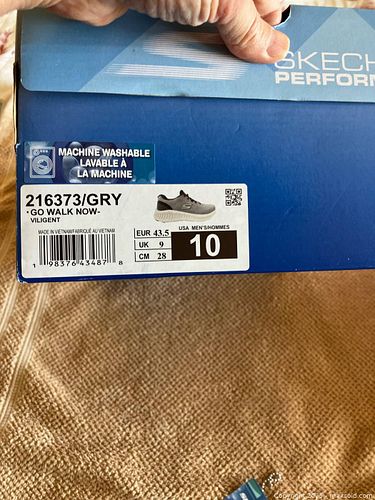 SKECH
PERFORM
MACHINE WASHABLE
LAVABLE À
LA MACHINE
216373/GRY
·GO WALK NOW-
VILIGENT
MADE IN VIETNAM/FABRIQUÉ AU VIETNAM
1 98376 43487 8
EUR 43.5
UK 9
CM 28
USA MEN'S/HOMMES
10